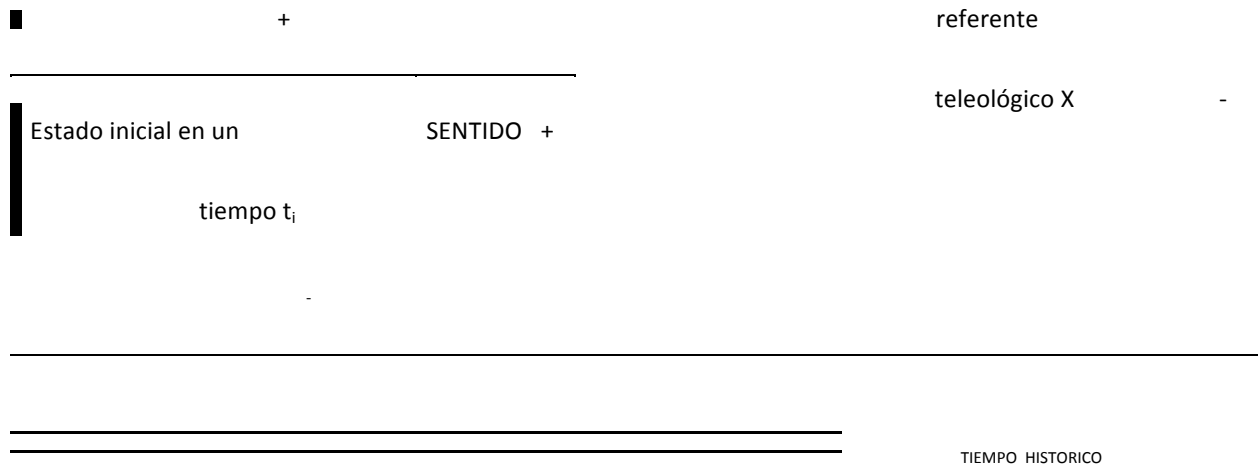 + referente
teleológico X -
Estado inicial en un SENTIDO +
tiempo ti
-
TIEMPO HISTORICO